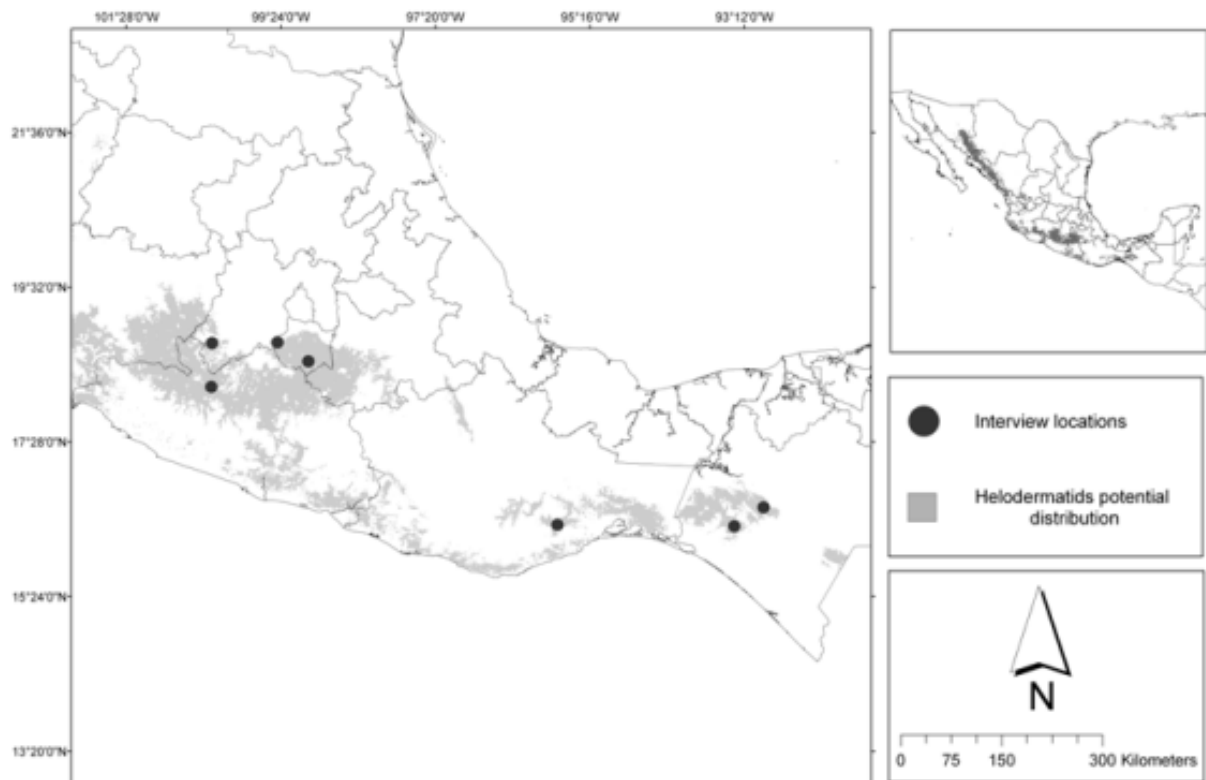 101°28'0"W 99°24'0"W 97°20'0"W 95°16'0"W 93°12'0"W
21°36'0"N
19°32'0"N
17°28'0"N
15°24'0"N
13°20'0"N
Interview locations
Helodermatids potential
distribution
N
0 75 150 300 Kilometers